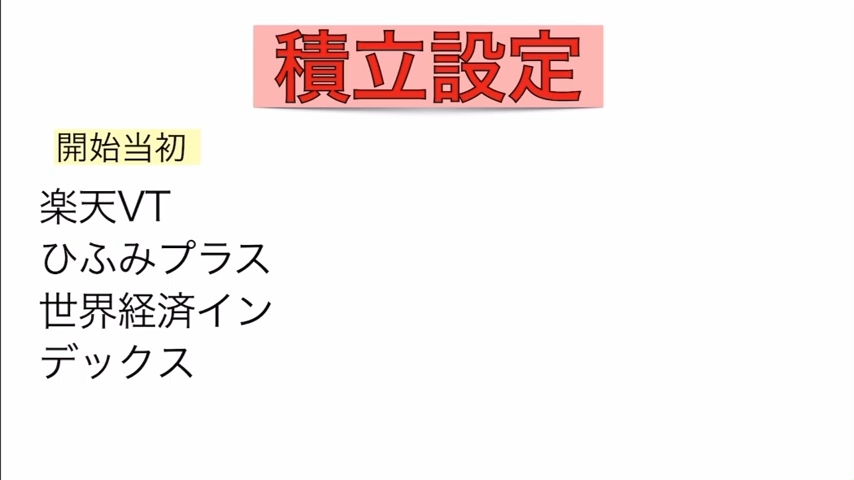 積立設定
開始当初
楽天VT
ひふみプラス
世界経済イン
デックス